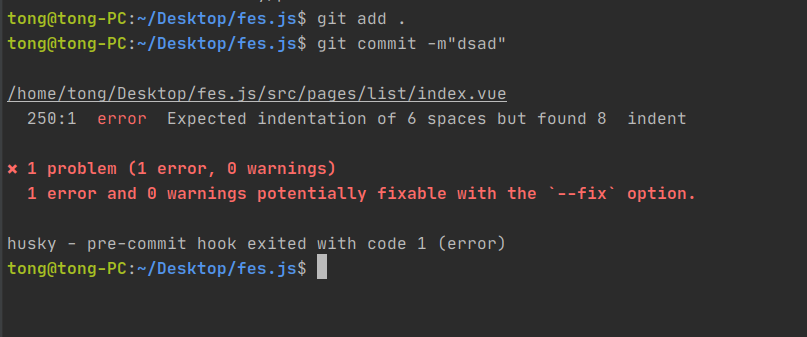 tong@tong-PC:~/Desktop/fes.js$ git add .
tong@tong-PC:~/Desktop/fes.js$ git commit -m"dsad"
/home/tong/Desktop/fes.js/src/pages/list/index.vue
250:1  error  Expected indentation of 6 spaces but found 8  indent
✖ 1 problem (1 error, 0 warnings)
1 error and 0 warnings potentially fixable with the `--fix` option.
husky - pre-commit hook exited with code 1 (error)
tong@tong-PC:~/Desktop/fes.js$